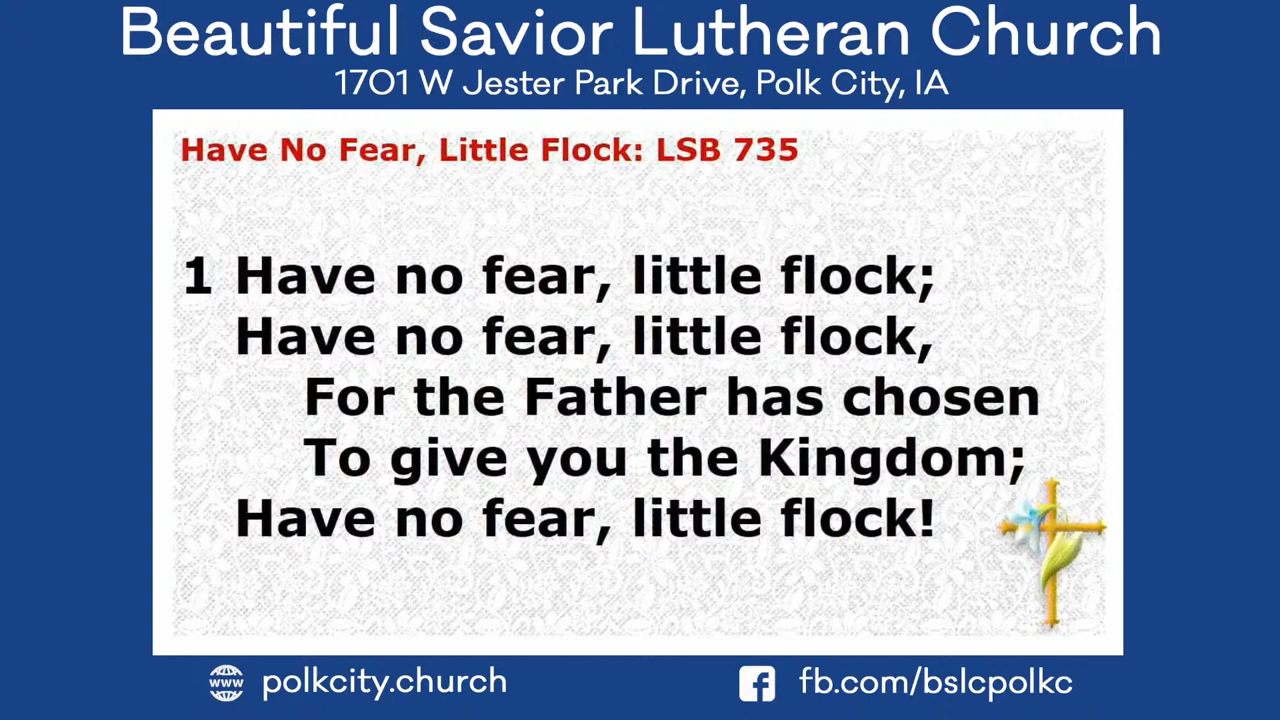 Beautiful Savior Lutheran Church
1701 W Jester Park Drive, Polk City, IA
Have No Fear, Little Flock: LSB 735
1 Have no fear, little flock;
Have no fear, little flock,
For the Father has chosen
To give you the Kingdom;
Have no fear, little flock!
www polkcity.church
fb.com/bslcpolkc